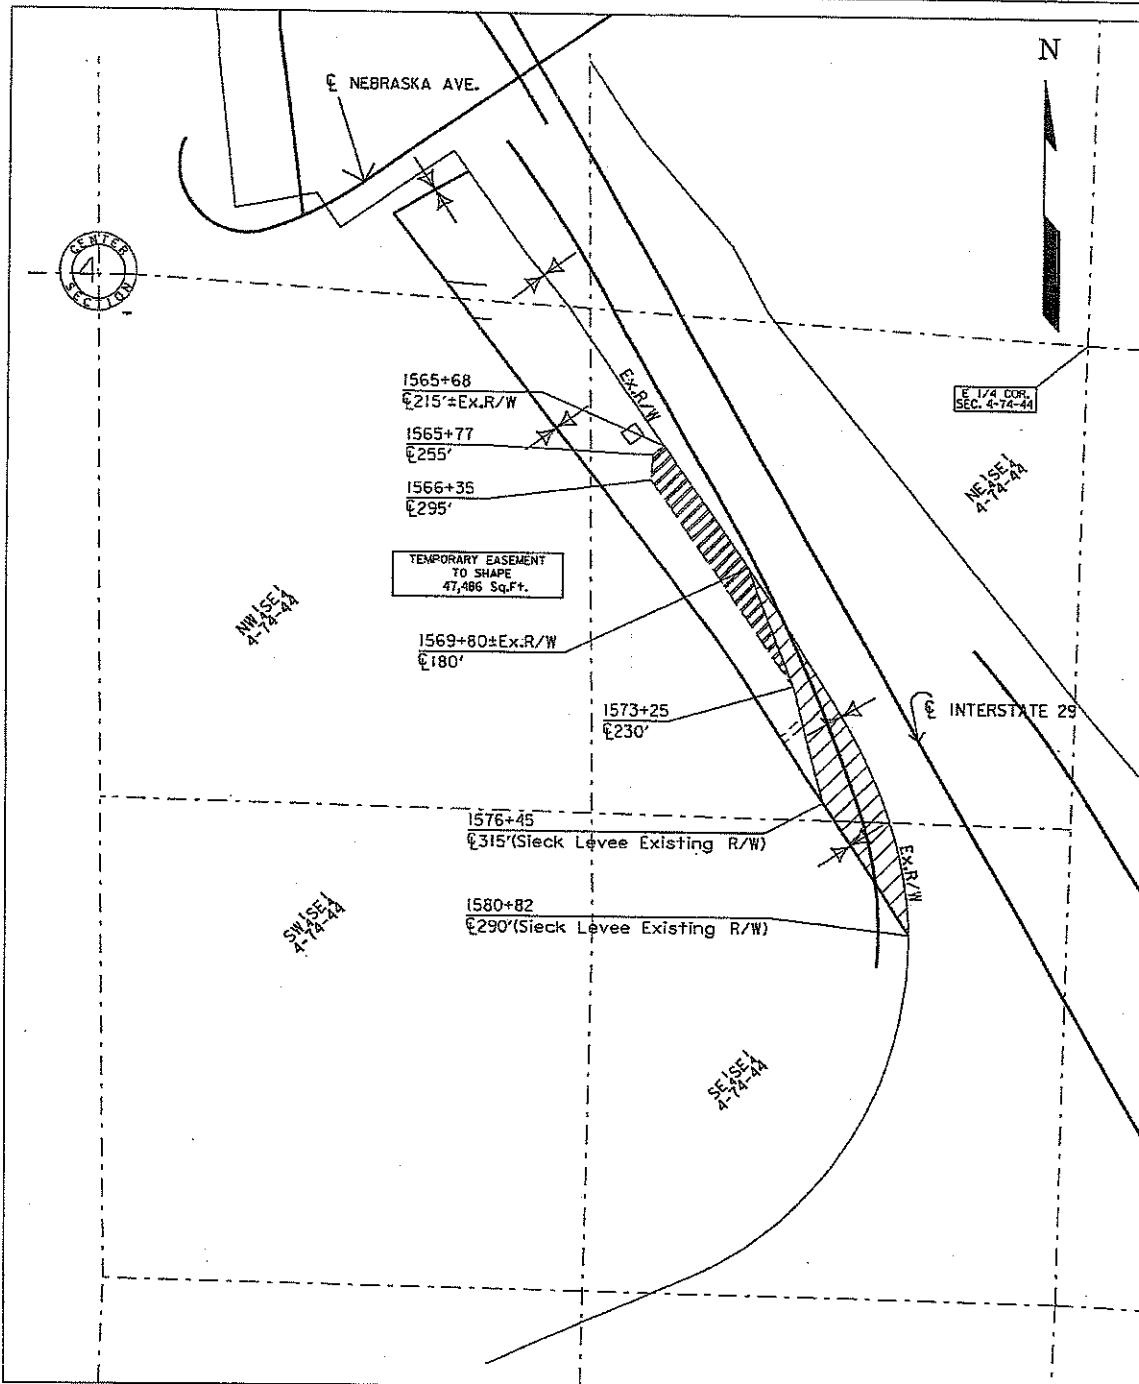 N
℄ NEBRASKA AVE.
CENTER
4
SECTION
1565+68
℄215'±Ex.R/W
Ex.R/W
E 1/4 COR.
SEC. 4-74-44
1565+77
℄255'
1566+35
℄295'
NE¼SE¼
4-74-44
TEMPORARY EASEMENT
TO SHAPE
47,486 Sq.Ft.
NW¼SE¼
4-74-44
1569+80±Ex.R/W
℄180'
1573+25
℄230'
℄ INTERSTATE 29
1576+45
℄315'(Sieck Levee Existing R/W)
Ex.R/W
SW¼SE¼
4-74-44
1580+82
℄290'(Sieck Levee Existing R/W)
SE¼SE¼
4-74-44